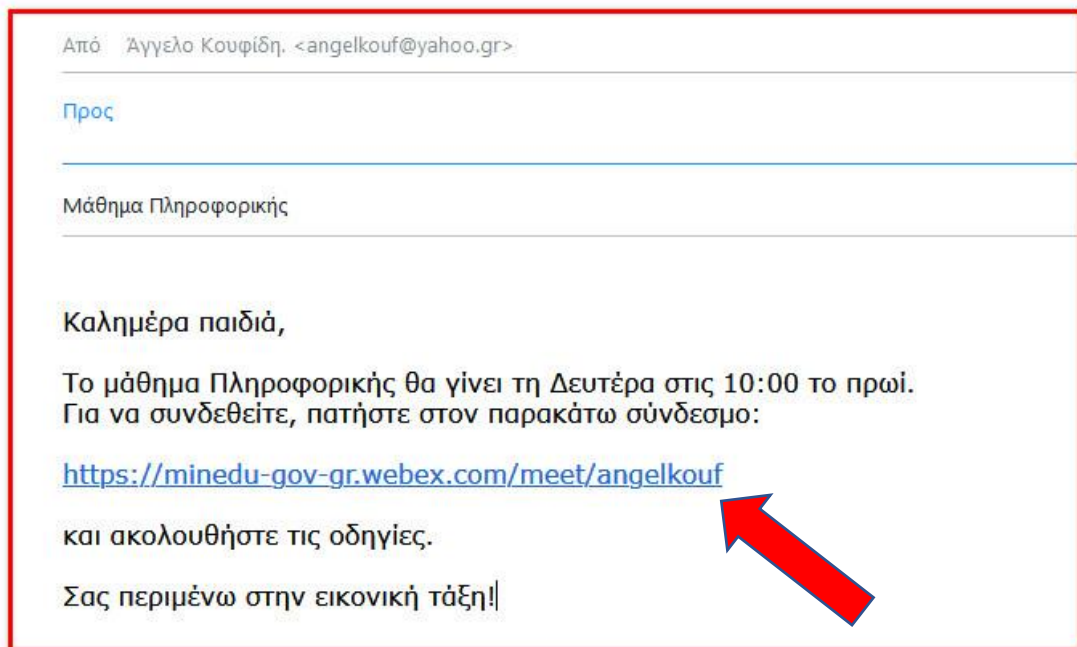 Από Άγγελο Κουφίδη. <angelkouf@yahoo.gr>
Προς
Μάθημα Πληροφορικής
Καλημέρα παιδιά,
Το μάθημα Πληροφορικής θα γίνει τη Δευτέρα στις 10:00 το πρωί.
Για να συνδεθείτε, πατήστε στον παρακάτω σύνδεσμο:
https://minedu-gov-gr.webex.com/meet/angelkouf
και ακολουθήστε τις οδηγίες.
Σας περιμένω στην εικονική τάξη!